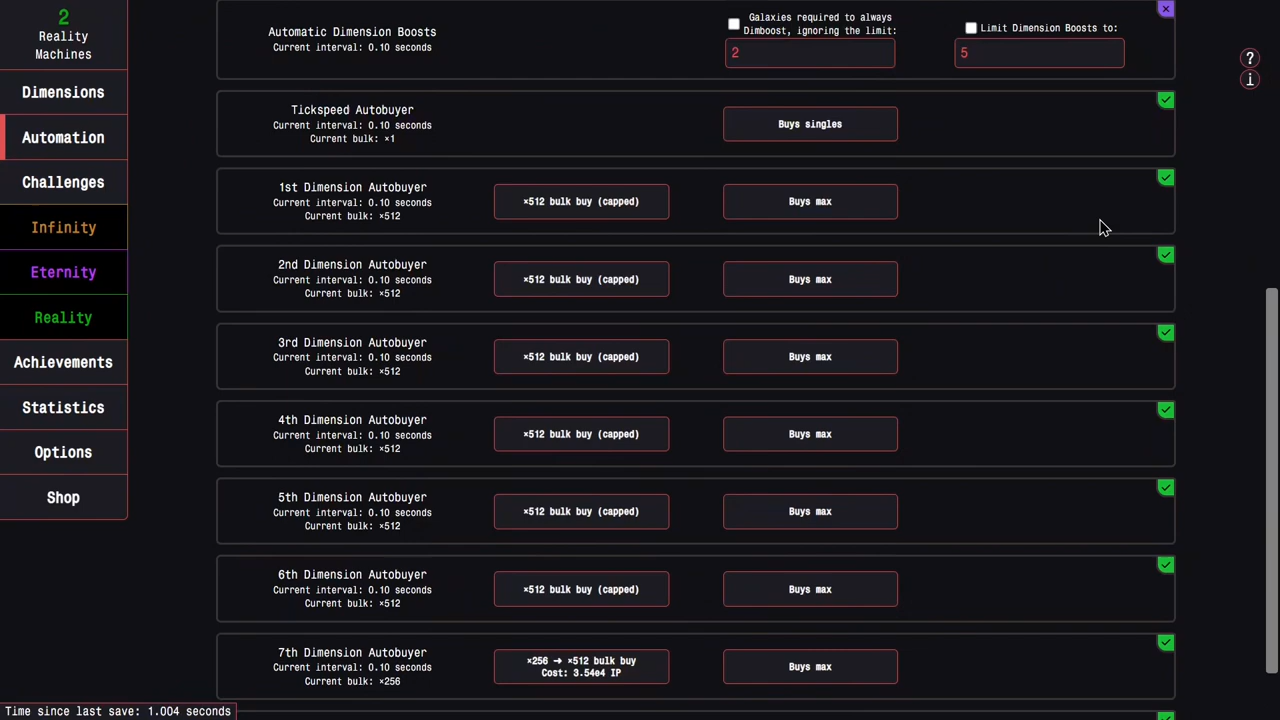 2
Reality
Machines
Dimensions
Automation
Challenges
Infinity
Eternity
Reality
Achievements
Statistics
Options
Shop
Automatic Dimension Boosts
Current interval: 0.10 seconds
Galaxies required to always
Dimboost, ignoring the limit:
2
Limit Dimension Boosts to:
5
Tickspeed Autobuyer
Current interval: 0.10 seconds
Current bulk: ×1
Buys singles
1st Dimension Autobuyer
Current interval: 0.10 seconds
Current bulk: ×512
×512 bulk buy (capped)
Buys max
2nd Dimension Autobuyer
Current interval: 0.10 seconds
Current bulk: ×512
×512 bulk buy (capped)
Buys max
3rd Dimension Autobuyer
Current interval: 0.10 seconds
Current bulk: ×512
×512 bulk buy (capped)
Buys max
4th Dimension Autobuyer
Current interval: 0.10 seconds
Current bulk: ×512
×512 bulk buy (capped)
Buys max
5th Dimension Autobuyer
Current interval: 0.10 seconds
Current bulk: ×512
×512 bulk buy (capped)
Buys max
6th Dimension Autobuyer
Current interval: 0.10 seconds
Current bulk: ×512
×512 bulk buy (capped)
Buys max
7th Dimension Autobuyer
Current interval: 0.10 seconds
Current bulk: ×256
×256 → ×512 bulk buy
Cost: 3.54e4 IP
Buys max
?
i
Time since last save: 1.004 seconds